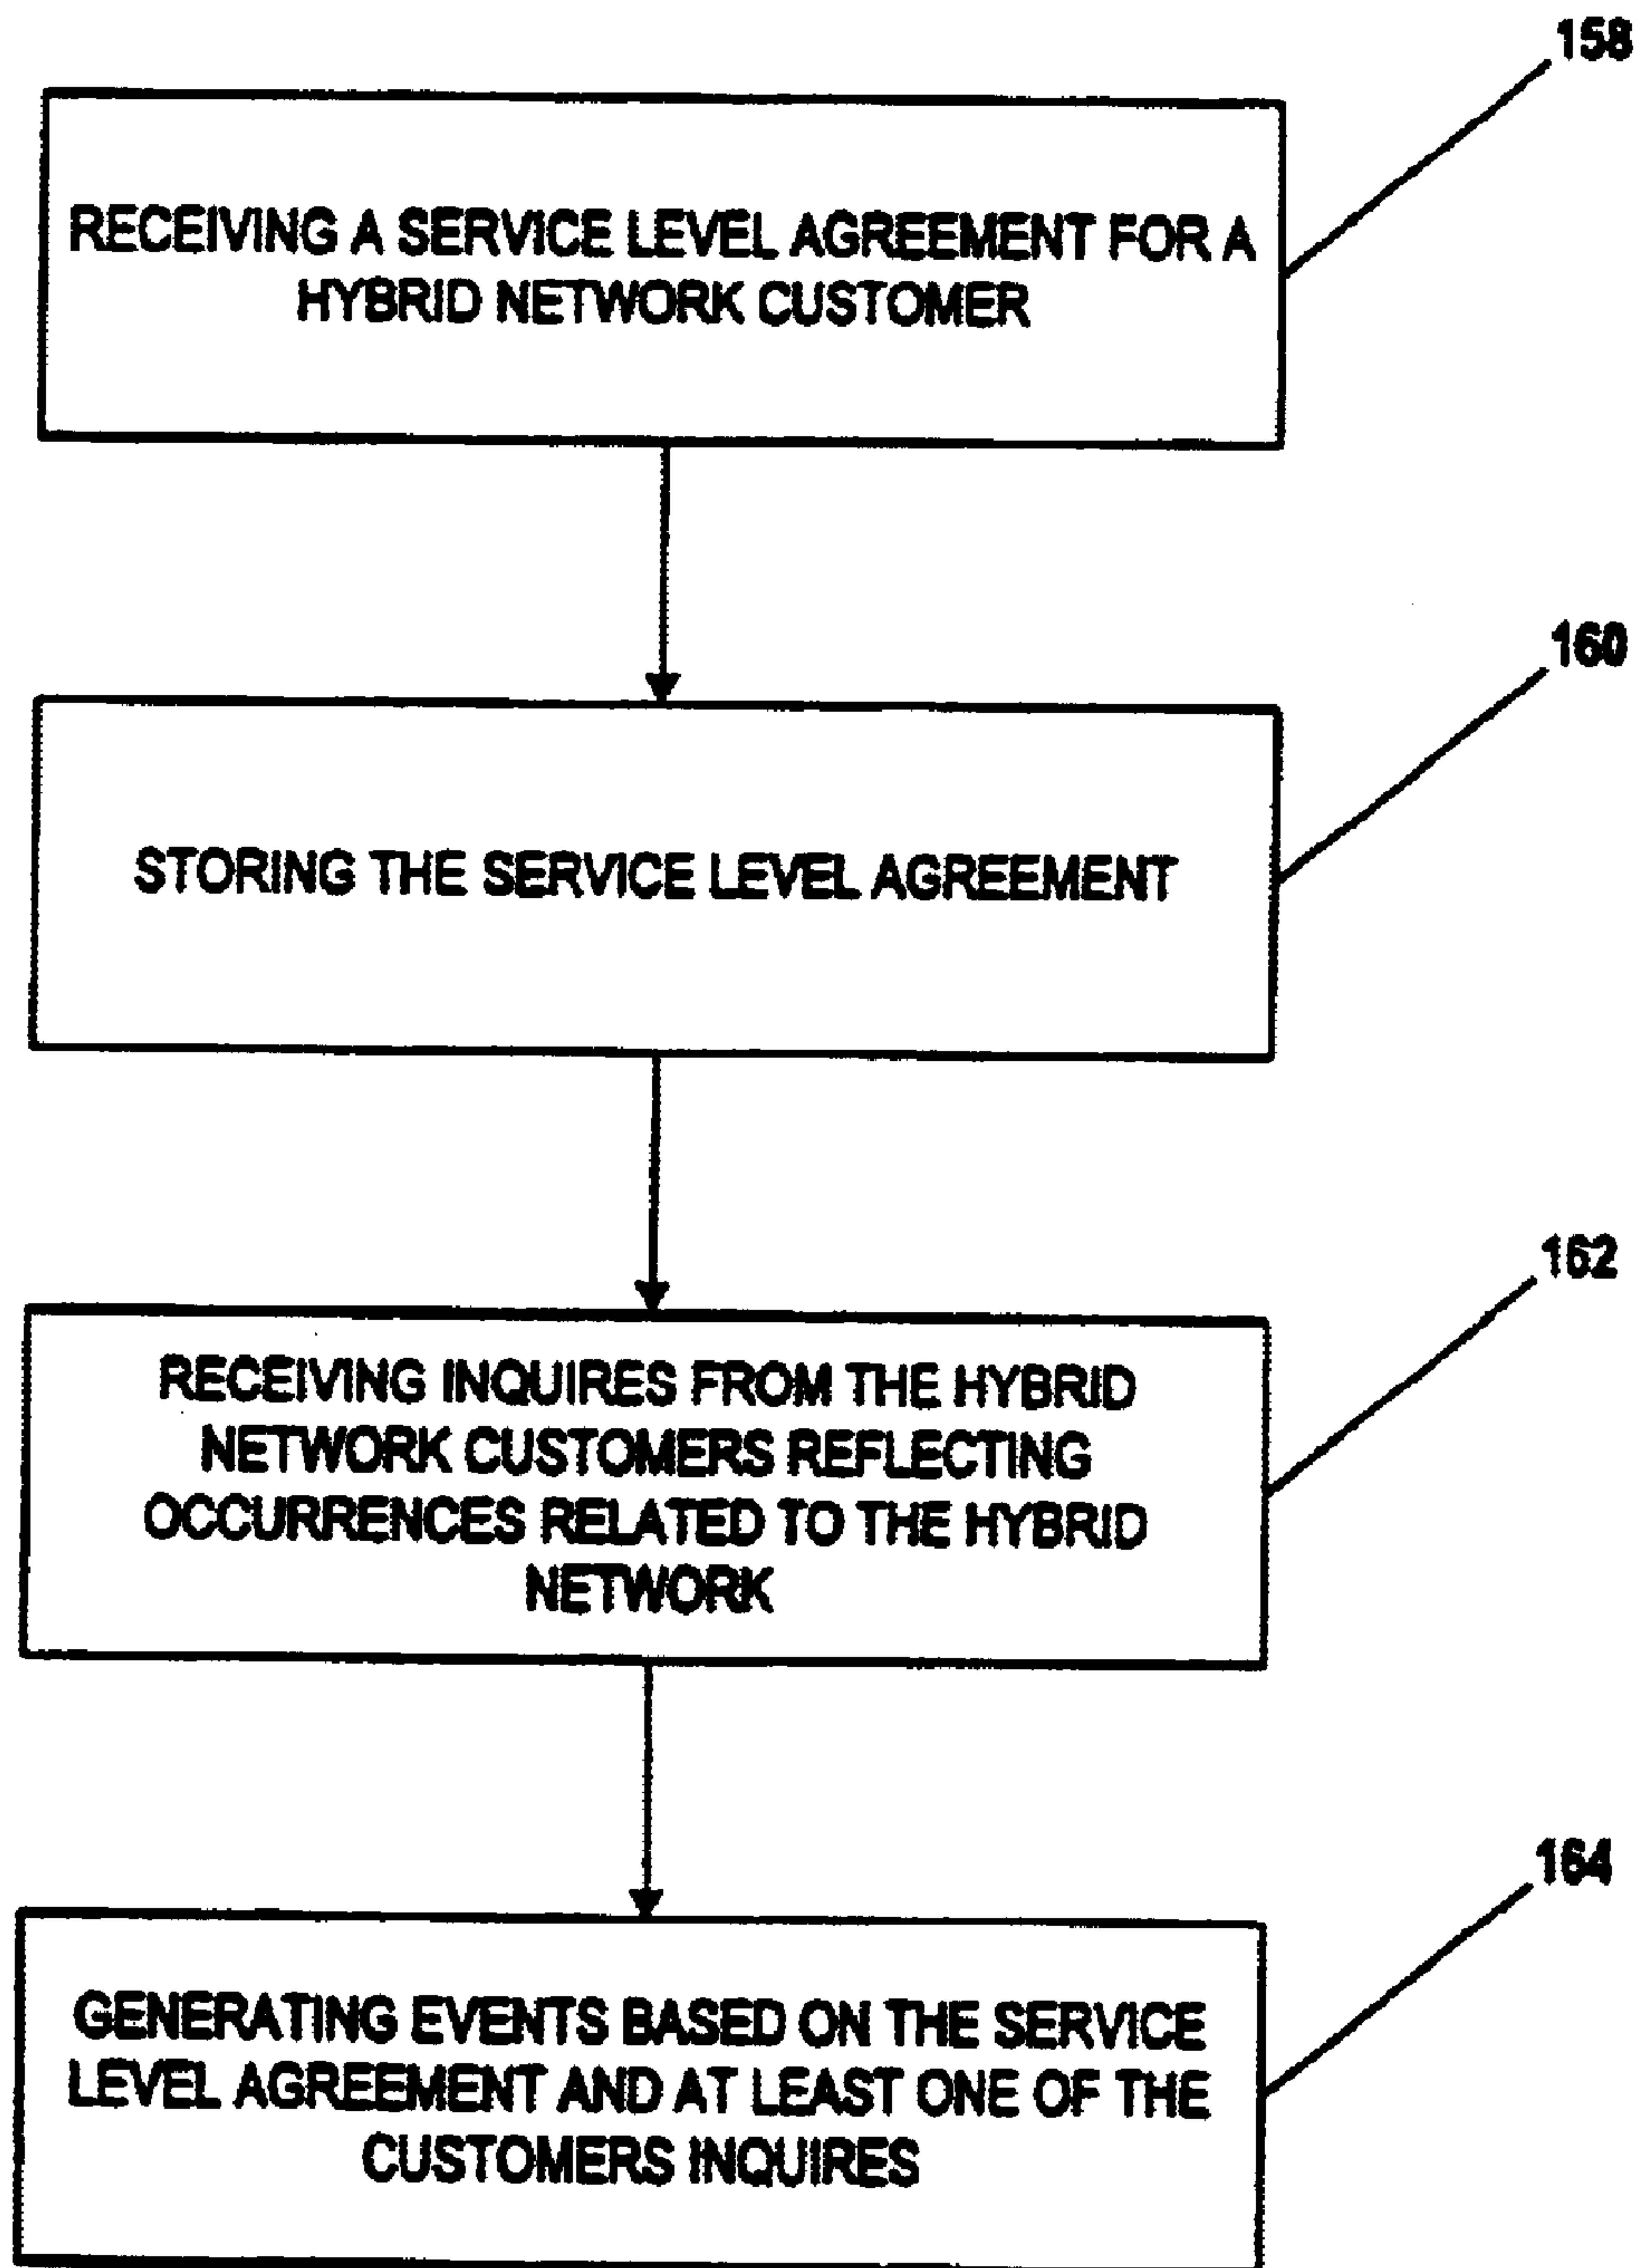 158
RECEIVING A SERVICE LEVEL AGREEMENT FOR A
HYBRID NETWORK CUSTOMER
160
STORING THE SERVICE LEVEL AGREEMENT
162
RECEIVING INQUIRES FROM THE HYBRID
NETWORK CUSTOMERS REFLECTING
OCCURRENCES RELATED TO THE HYBRID
NETWORK
164
GENERATING EVENTS BASED ON THE SERVICE
LEVEL AGREEMENT AND AT LEAST ONE OF THE
CUSTOMERS INQUIRES